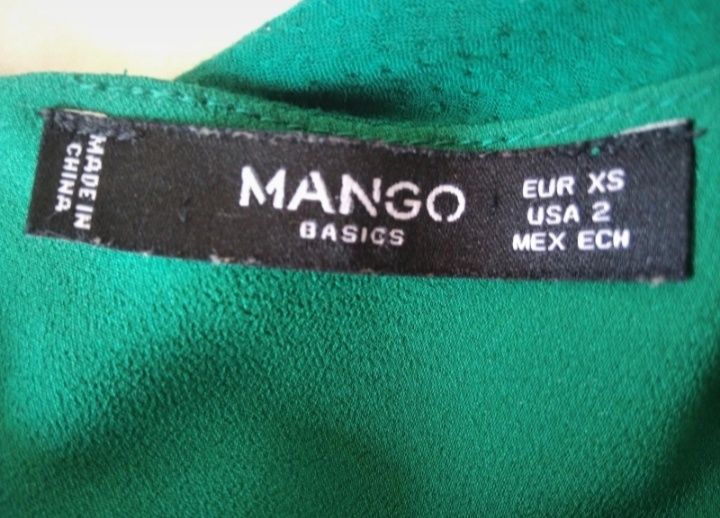 MADE IN
CHINA
MANGO
BASICS
EUR XS
USA 2
MEX ECH